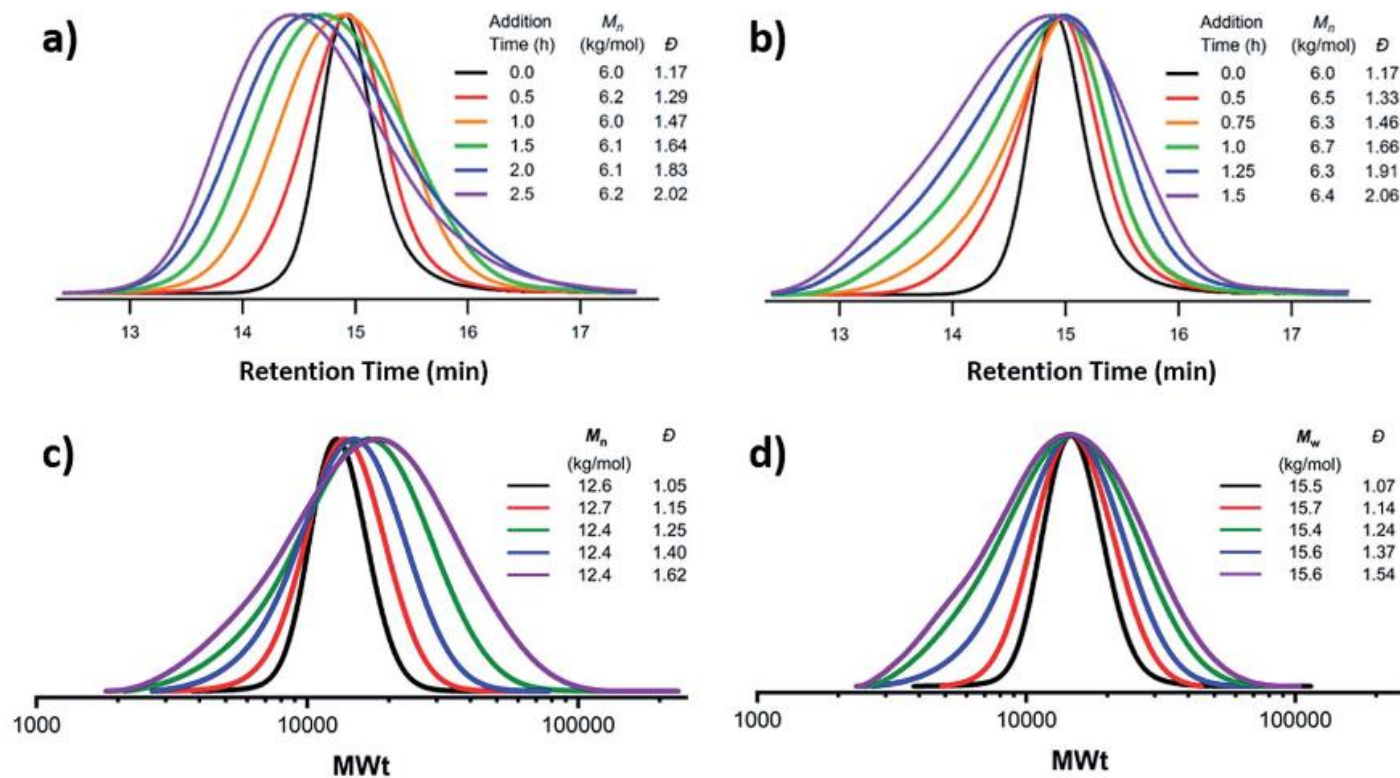 a)
Addition Mn
Time (h) (kg/mol) Đ
0.0 6.0 1.17
0.5 6.2 1.29
1.0 6.0 1.47
1.5 6.1 1.64
2.0 6.1 1.83
2.5 6.2 2.02
13 14 15 16 17
Retention Time (min)
b)
Addition Mn
Time (h) (kg/mol) Đ
0.0 6.0 1.17
0.5 6.5 1.33
0.75 6.3 1.46
1.0 6.7 1.66
1.25 6.3 1.91
1.5 6.4 2.06
13 14 15 16 17
Retention Time (min)
c)
Mn Đ
(kg/mol)
12.6 1.05
12.7 1.15
12.4 1.25
12.4 1.40
12.4 1.62
1000 10000 100000
MWt
d)
Mw Đ
(kg/mol)
15.5 1.07
15.7 1.14
15.4 1.24
15.6 1.37
15.6 1.54
1000 10000 100000
MWt